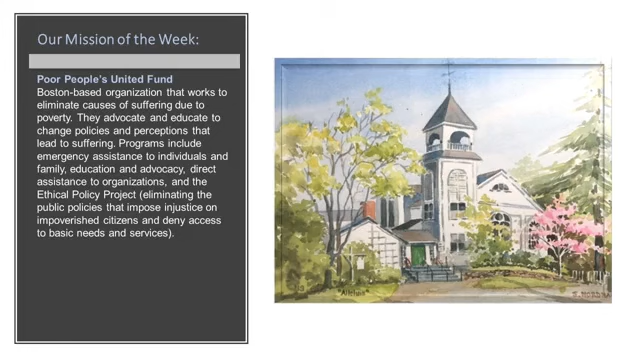 Our Mission of the Week:
Poor People's United Fund
Boston-based organization that works to
eliminate causes of suffering due to
poverty. They advocate and educate to
change policies and perceptions that
lead to suffering. Programs include
emergency assistance to individuals and
family, education and advocacy, direct
assistance to organizations, and the
Ethical Policy Project (eliminating the
public policies that impose injustice on
impoverished citizens and deny access
to basic needs and services).